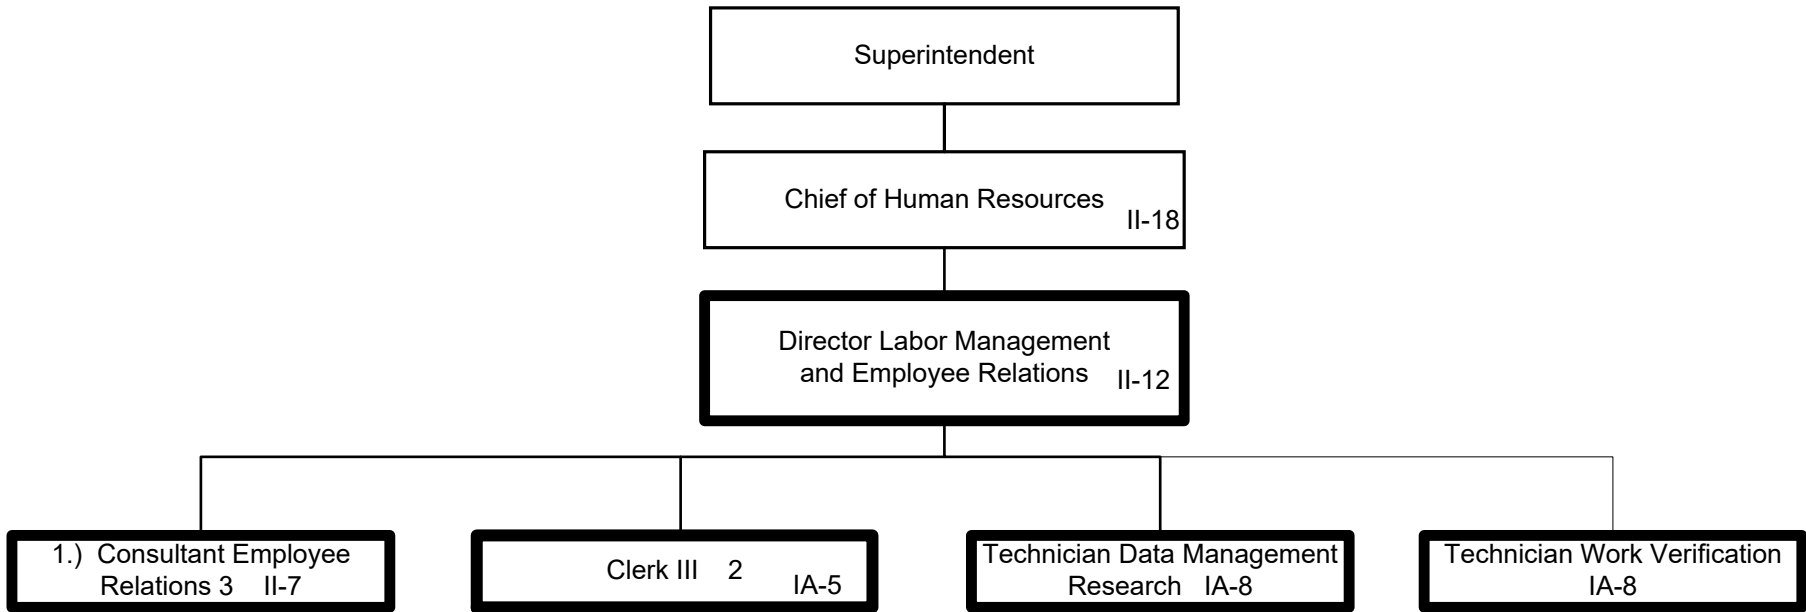 Superintendent
Chief of Human Resources
II-18
Director Labor Management
and Employee Relations II-12
1.) Consultant Employee
Relations 3 II-7
Clerk III 2
IA-5
Technician Data Management
Research IA-8
Technician Work Verification
IA-8